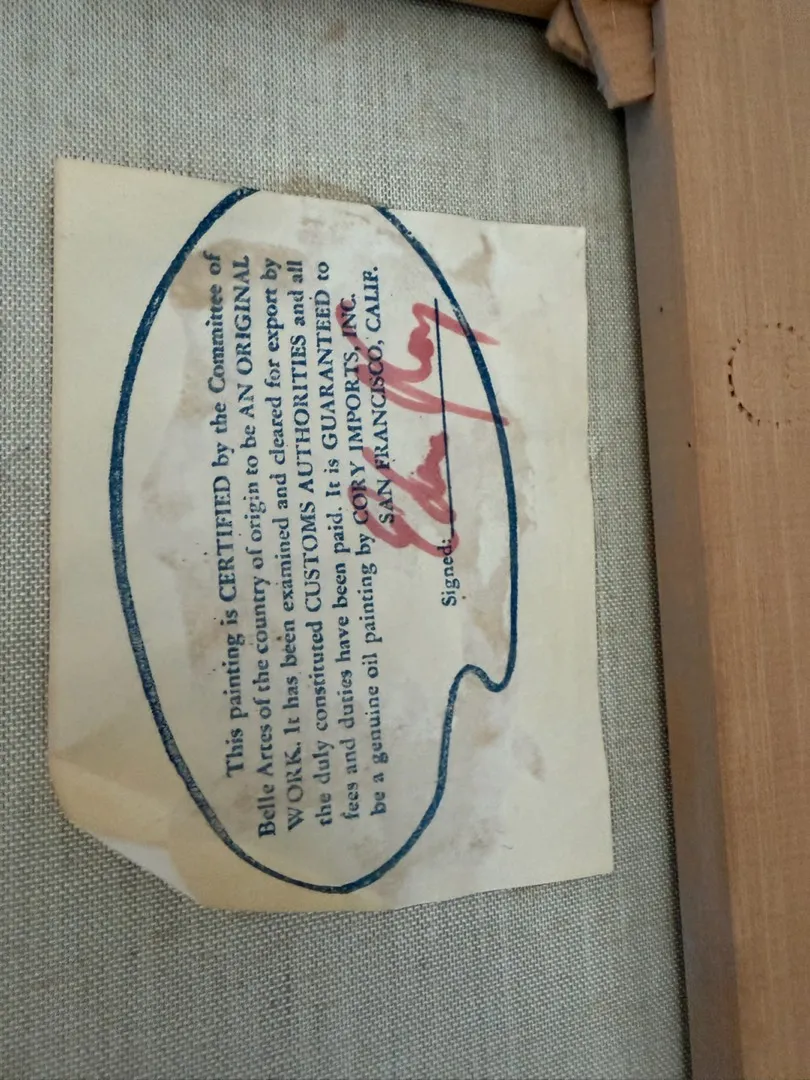 This painting is CERTIFIED by the Committee of
Belle Artes of the country of origin to be AN ORIGINAL
WORK. It has been examined and cleared for export by
the duly constituted CUSTOMS AUTHORITIES and all
fees and duties have been paid. It is GUARANTEED to
be a genuine oil painting by CORY IMPORTS, INC.
SAN FRANCISCO, CALIF.
Signed: